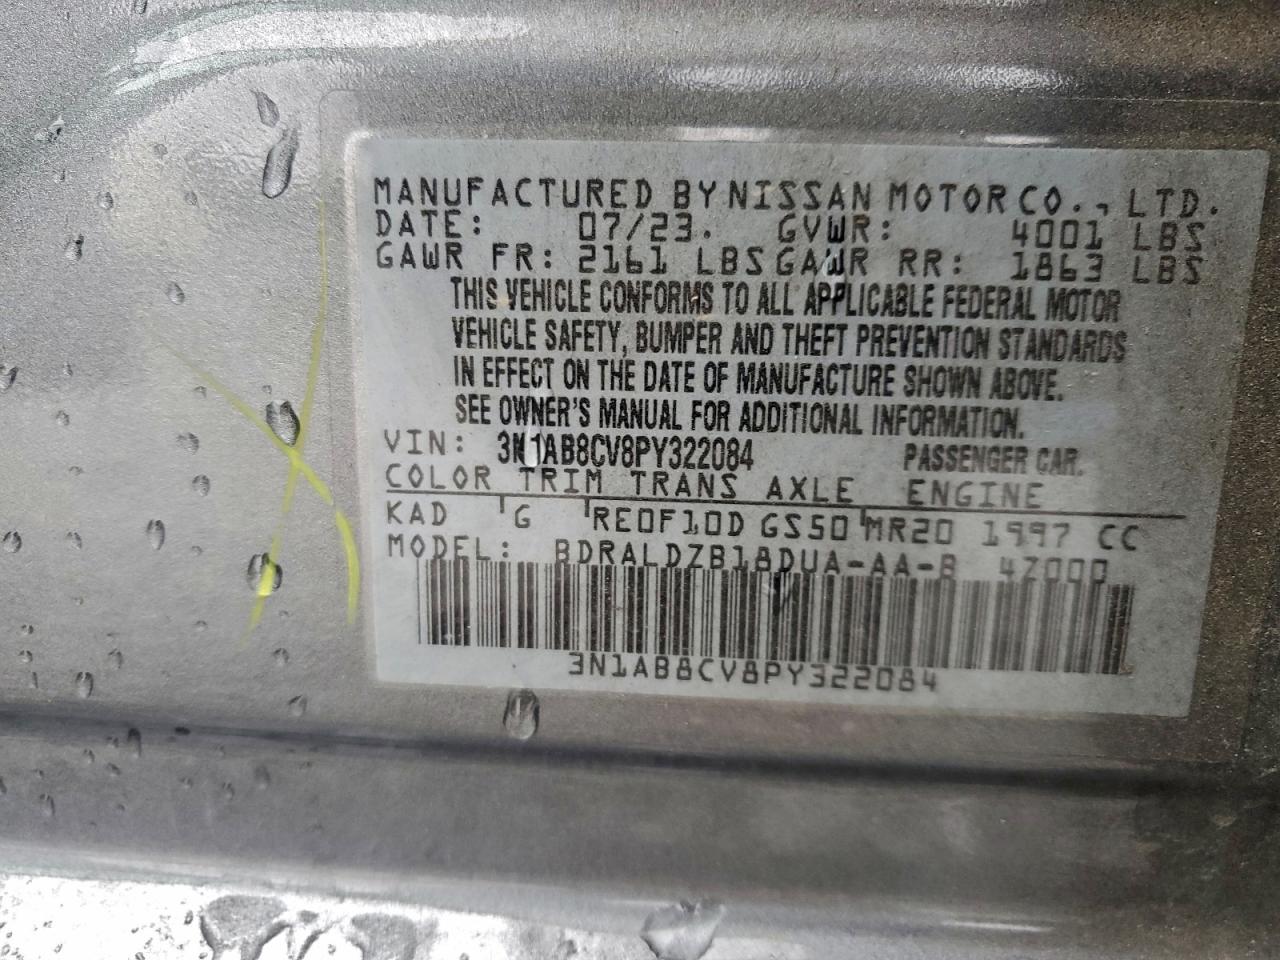 MANUFACTURED BY NISSAN MOTOR CO., LTD.
DATE: 07/23. GVWR: 4001 LBS
GAWR FR: 2161 LBS GAWR RR: 1863 LBS
THIS VEHICLE CONFORMS TO ALL APPLICABLE FEDERAL MOTOR
VEHICLE SAFETY, BUMPER AND THEFT PREVENTION STANDARDS
IN EFFECT ON THE DATE OF MANUFACTURE SHOWN ABOVE.
SEE OWNER'S MANUAL FOR ADDITIONAL INFORMATION.
VIN: 3N1AB8CV8PY322084 PASSENGER CAR.
COLOR TRIM TRANS AXLE ENGINE
KAD G RE0F10D GS50 MR20 1997 CC
MODEL: BDRALDZB18DUA-AA-B 4Z000
3N1AB8CV8PY322084